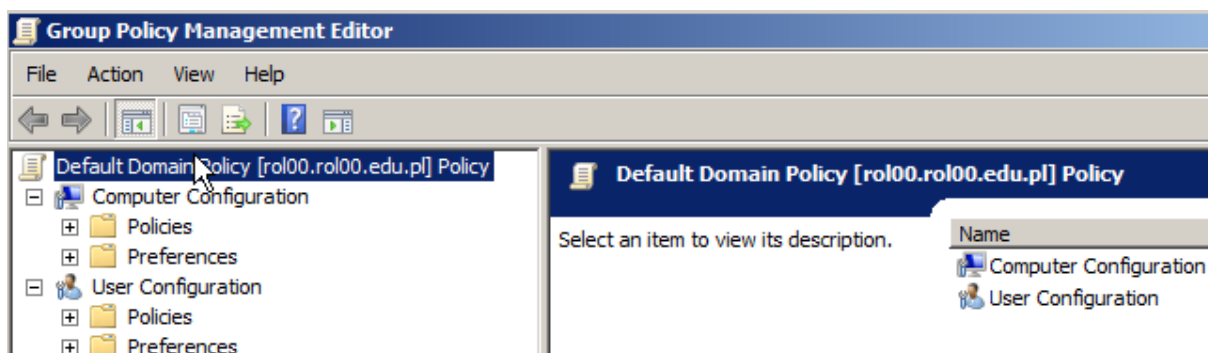 Group Policy Management Editor
File Action View Help
Default Domain Policy [rol00.rol00.edu.pl] Policy
Computer Configuration
Policies
Preferences
User Configuration
Policies
Preferences
Default Domain Policy [rol00.rol00.edu.pl] Policy
Select an item to view its description.
Name
Computer Configuration
User Configuration